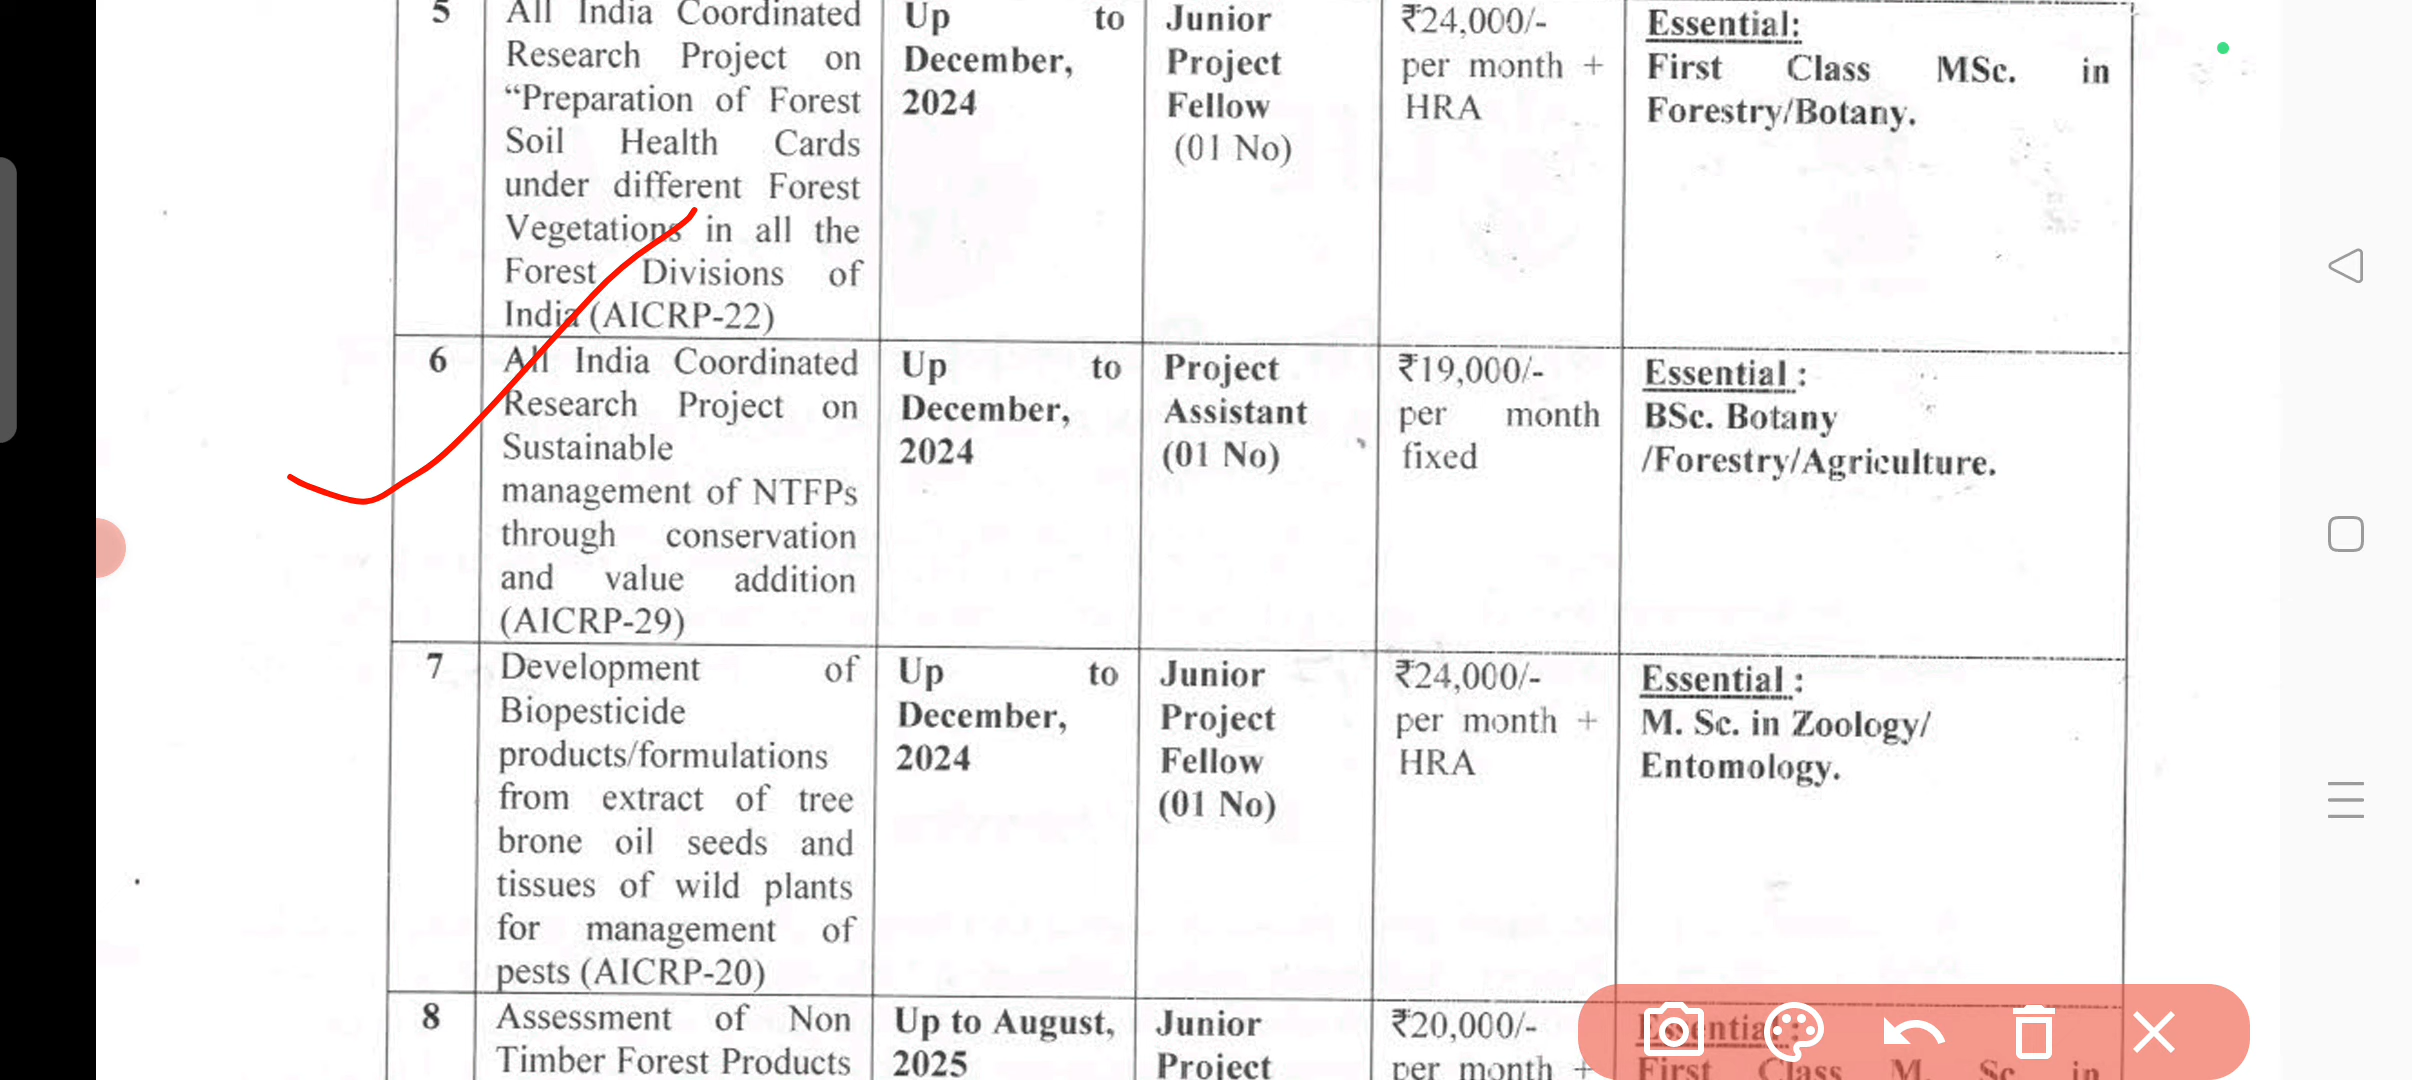 5
All India Coordinated
Research Project on
“Preparation of Forest
Soil Health Cards
under different Forest
Vegetations in all the
Forest Divisions of
India (AICRP-22)
Up to
December,
2024
Junior
Project
Fellow
(01 No)
₹24,000/-
per month +
HRA
Essential:
First Class MSc. in
Forestry/Botany.
6
All India Coordinated
Research Project on
Sustainable
management of NTFPs
through conservation
and value addition
(AICRP-29)
Up to
December,
2024
Project
Assistant
(01 No)
₹19,000/-
per month
fixed
Essential :
BSc. Botany
/Forestry/Agriculture.
7
Development of
Biopesticide
products/formulations
from extract of tree
brone oil seeds and
tissues of wild plants
for management of
pests (AICRP-20)
Up to
December,
2024
Junior
Project
Fellow
(01 No)
₹24,000/-
per month +
HRA
Essential :
M. Sc. in Zoology/
Entomology.
8
Assessment of Non
Timber Forest Products
Up to August,
2025
Junior
Project
₹20,000/-
per month +
Essential :
First Class M. Sc in